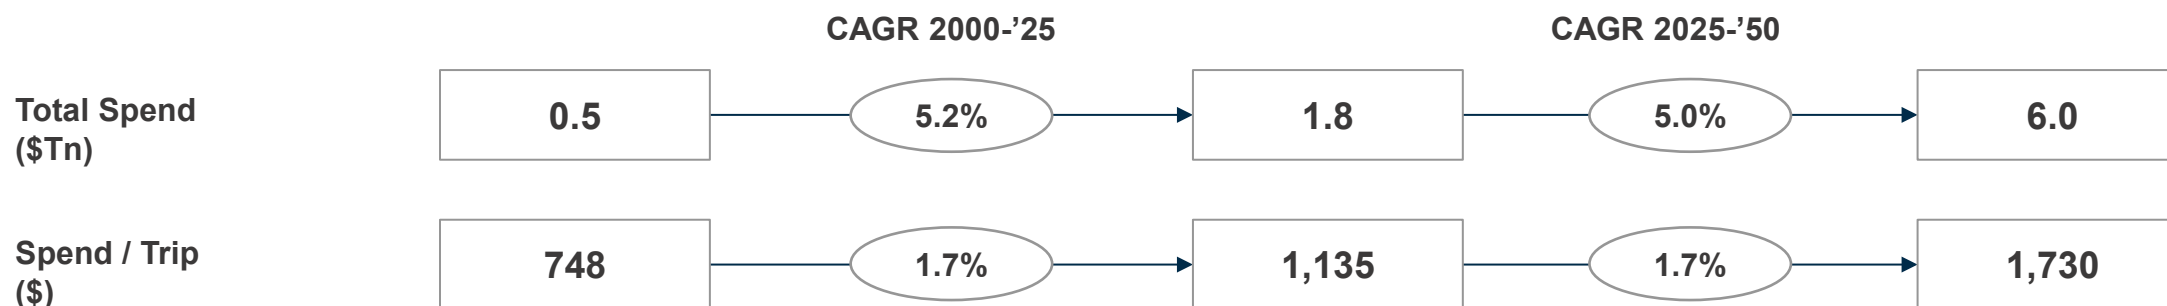 CAGR 2000-’25 CAGR 2025-’50
Total Spend
($Tn)
0.5 5.2% 1.8 5.0% 6.0
Spend / Trip
($)
748 1.7% 1,135 1.7% 1,730